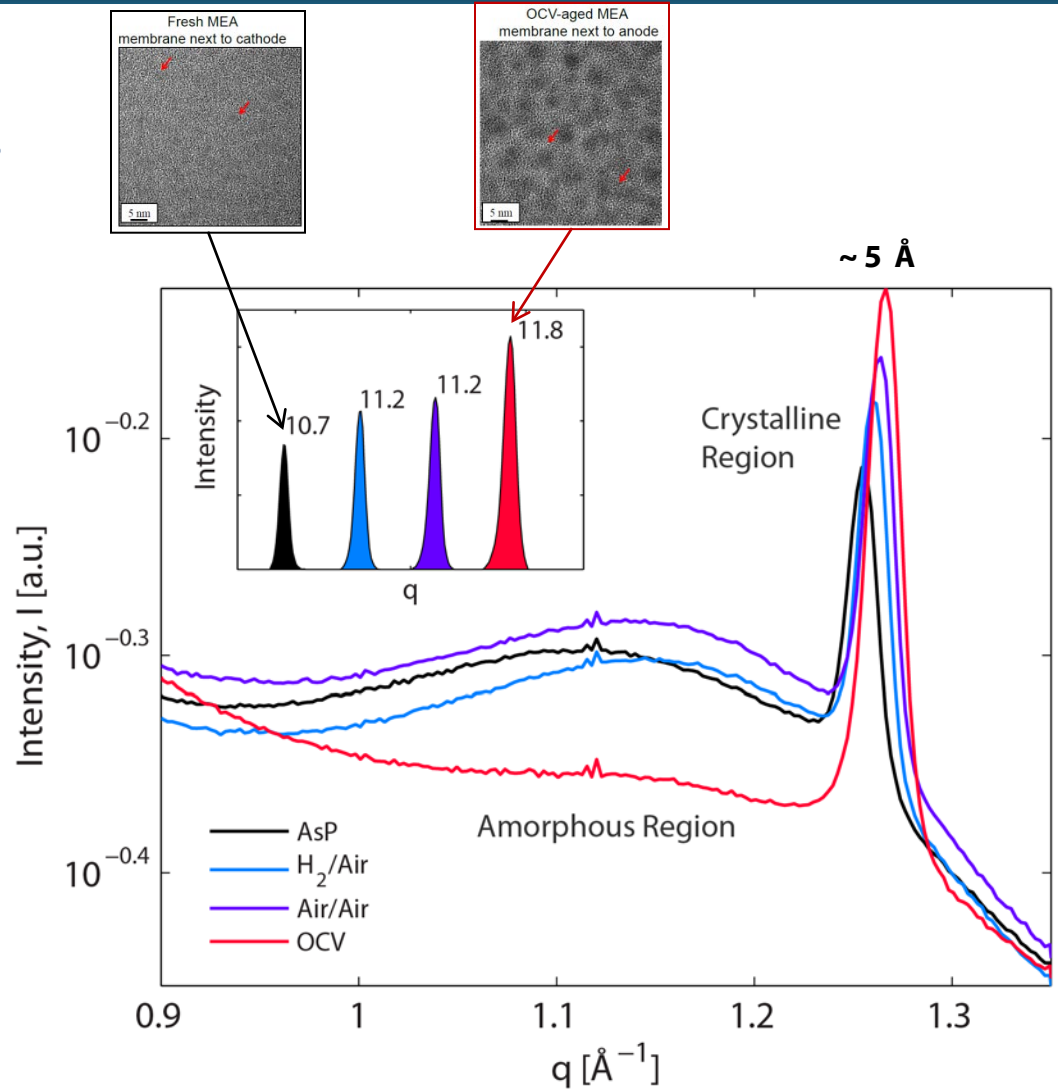 Fresh MEA
membrane next to cathode
5 nm
OCV-aged MEA
membrane next to anode
5 nm
~ 5 Å
10.7
11.2
11.2
11.8
Intensity
q
Crystalline
Region
Amorphous Region
10^−0.2
10^−0.3
10^−0.4
Intensity, I [a.u.]
AsP
H₂/Air
Air/Air
OCV
0.9
1
1.1
1.2
1.3
q [Å⁻¹]